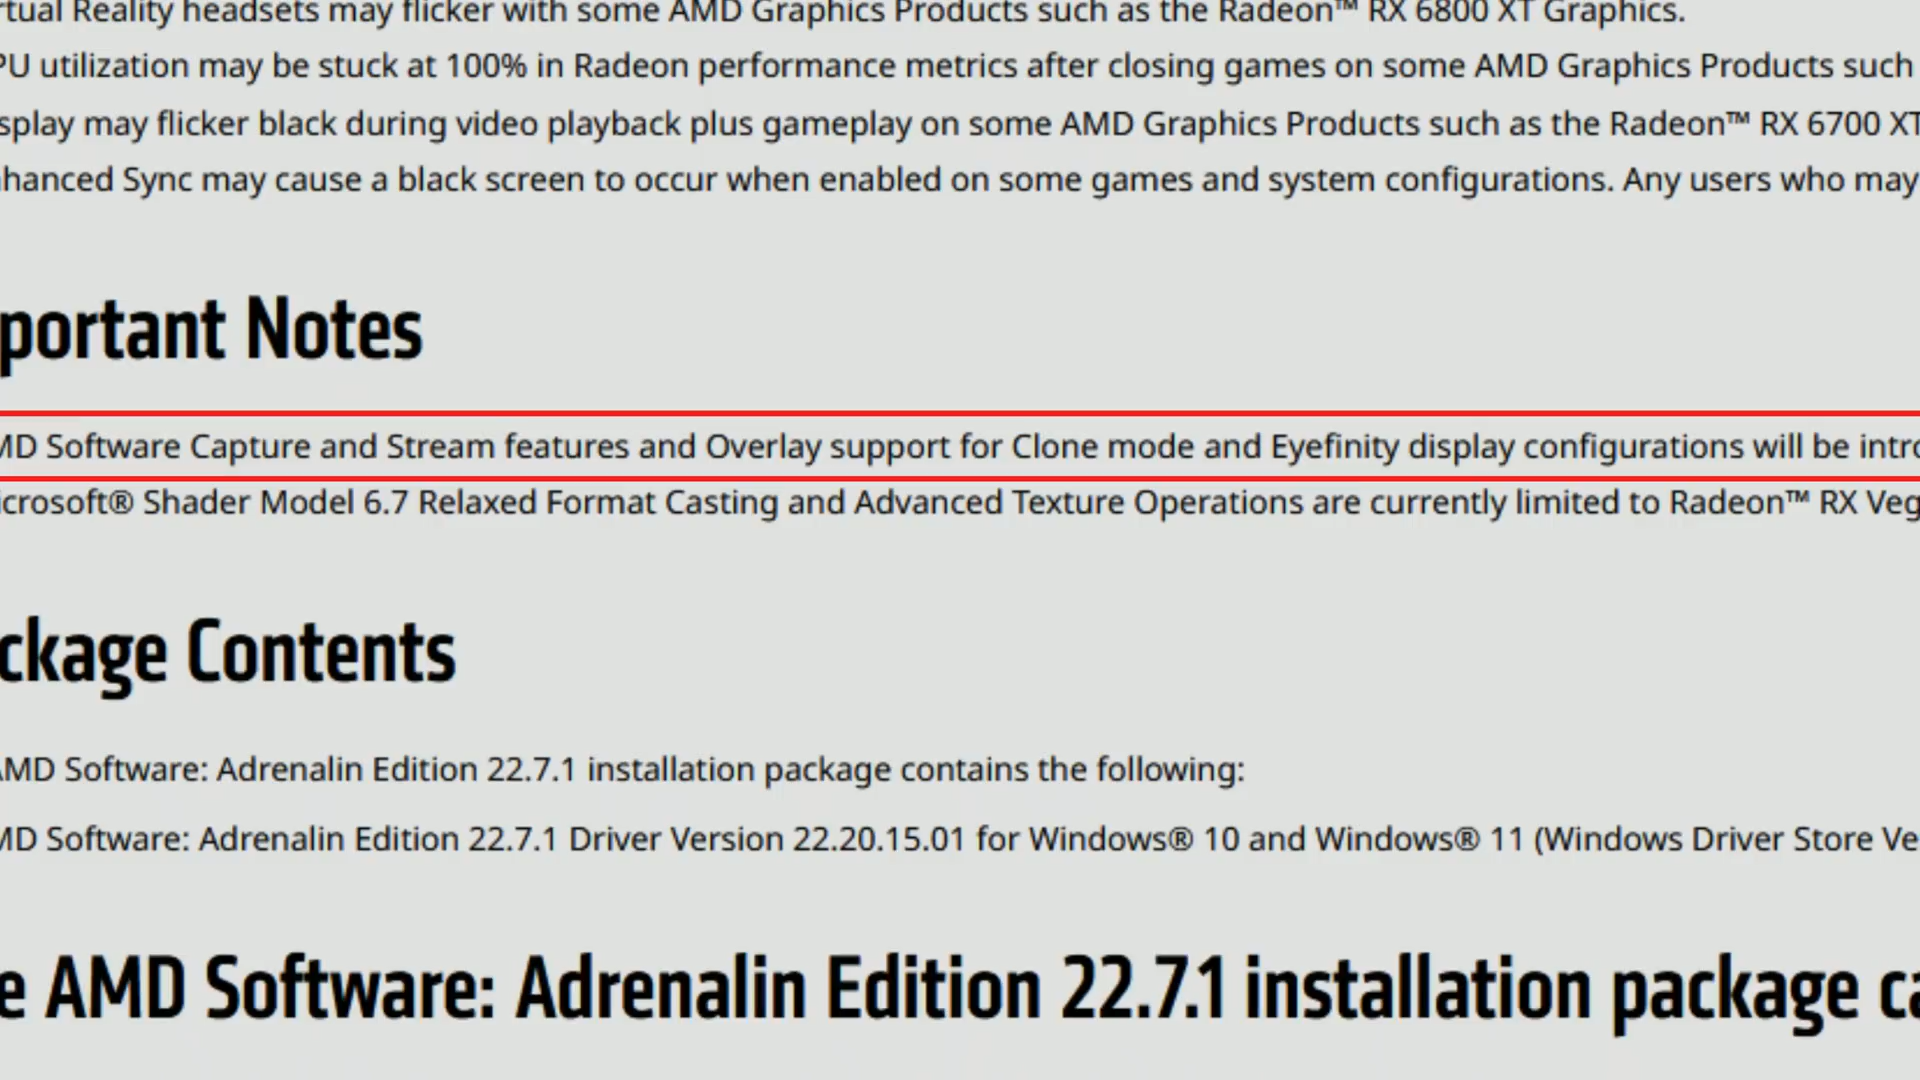 rtual Reality headsets may flicker with some AMD Graphics Products such as the Radeon™ RX 6800 XT Graphics.
PU utilization may be stuck at 100% in Radeon performance metrics after closing games on some AMD Graphics Products such
splay may flicker black during video playback plus gameplay on some AMD Graphics Products such as the Radeon™ RX 6700 XT
nhanced Sync may cause a black screen to occur when enabled on some games and system configurations. Any users who may
portant Notes
MD Software Capture and Stream features and Overlay support for Clone mode and Eyefinity display configurations will be intro
icrosoft® Shader Model 6.7 Relaxed Format Casting and Advanced Texture Operations are currently limited to Radeon™ RX Veg
ckage Contents
AMD Software: Adrenalin Edition 22.7.1 installation package contains the following:
MD Software: Adrenalin Edition 22.7.1 Driver Version 22.20.15.01 for Windows® 10 and Windows® 11 (Windows Driver Store Ve
e AMD Software: Adrenalin Edition 22.7.1 installation package ca